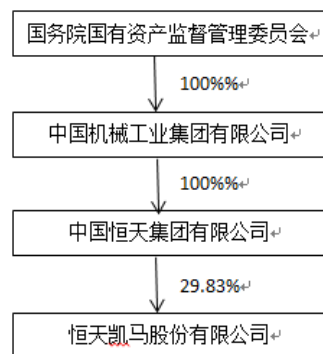 国务院国有资产监督管理委员会↵
100%%↵
中国机械工业集团有限公司↵
100%%↵
中国恒天集团有限公司↵
29.83%↵
恒天凯马股份有限公司↵